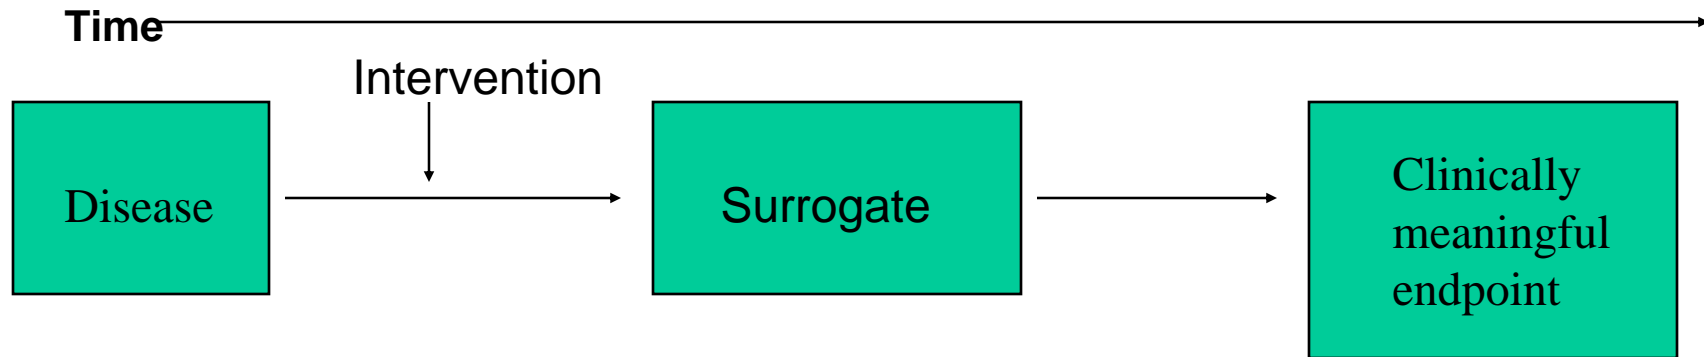 Time
Intervention
Disease
Surrogate
Clinically
meaningful
endpoint